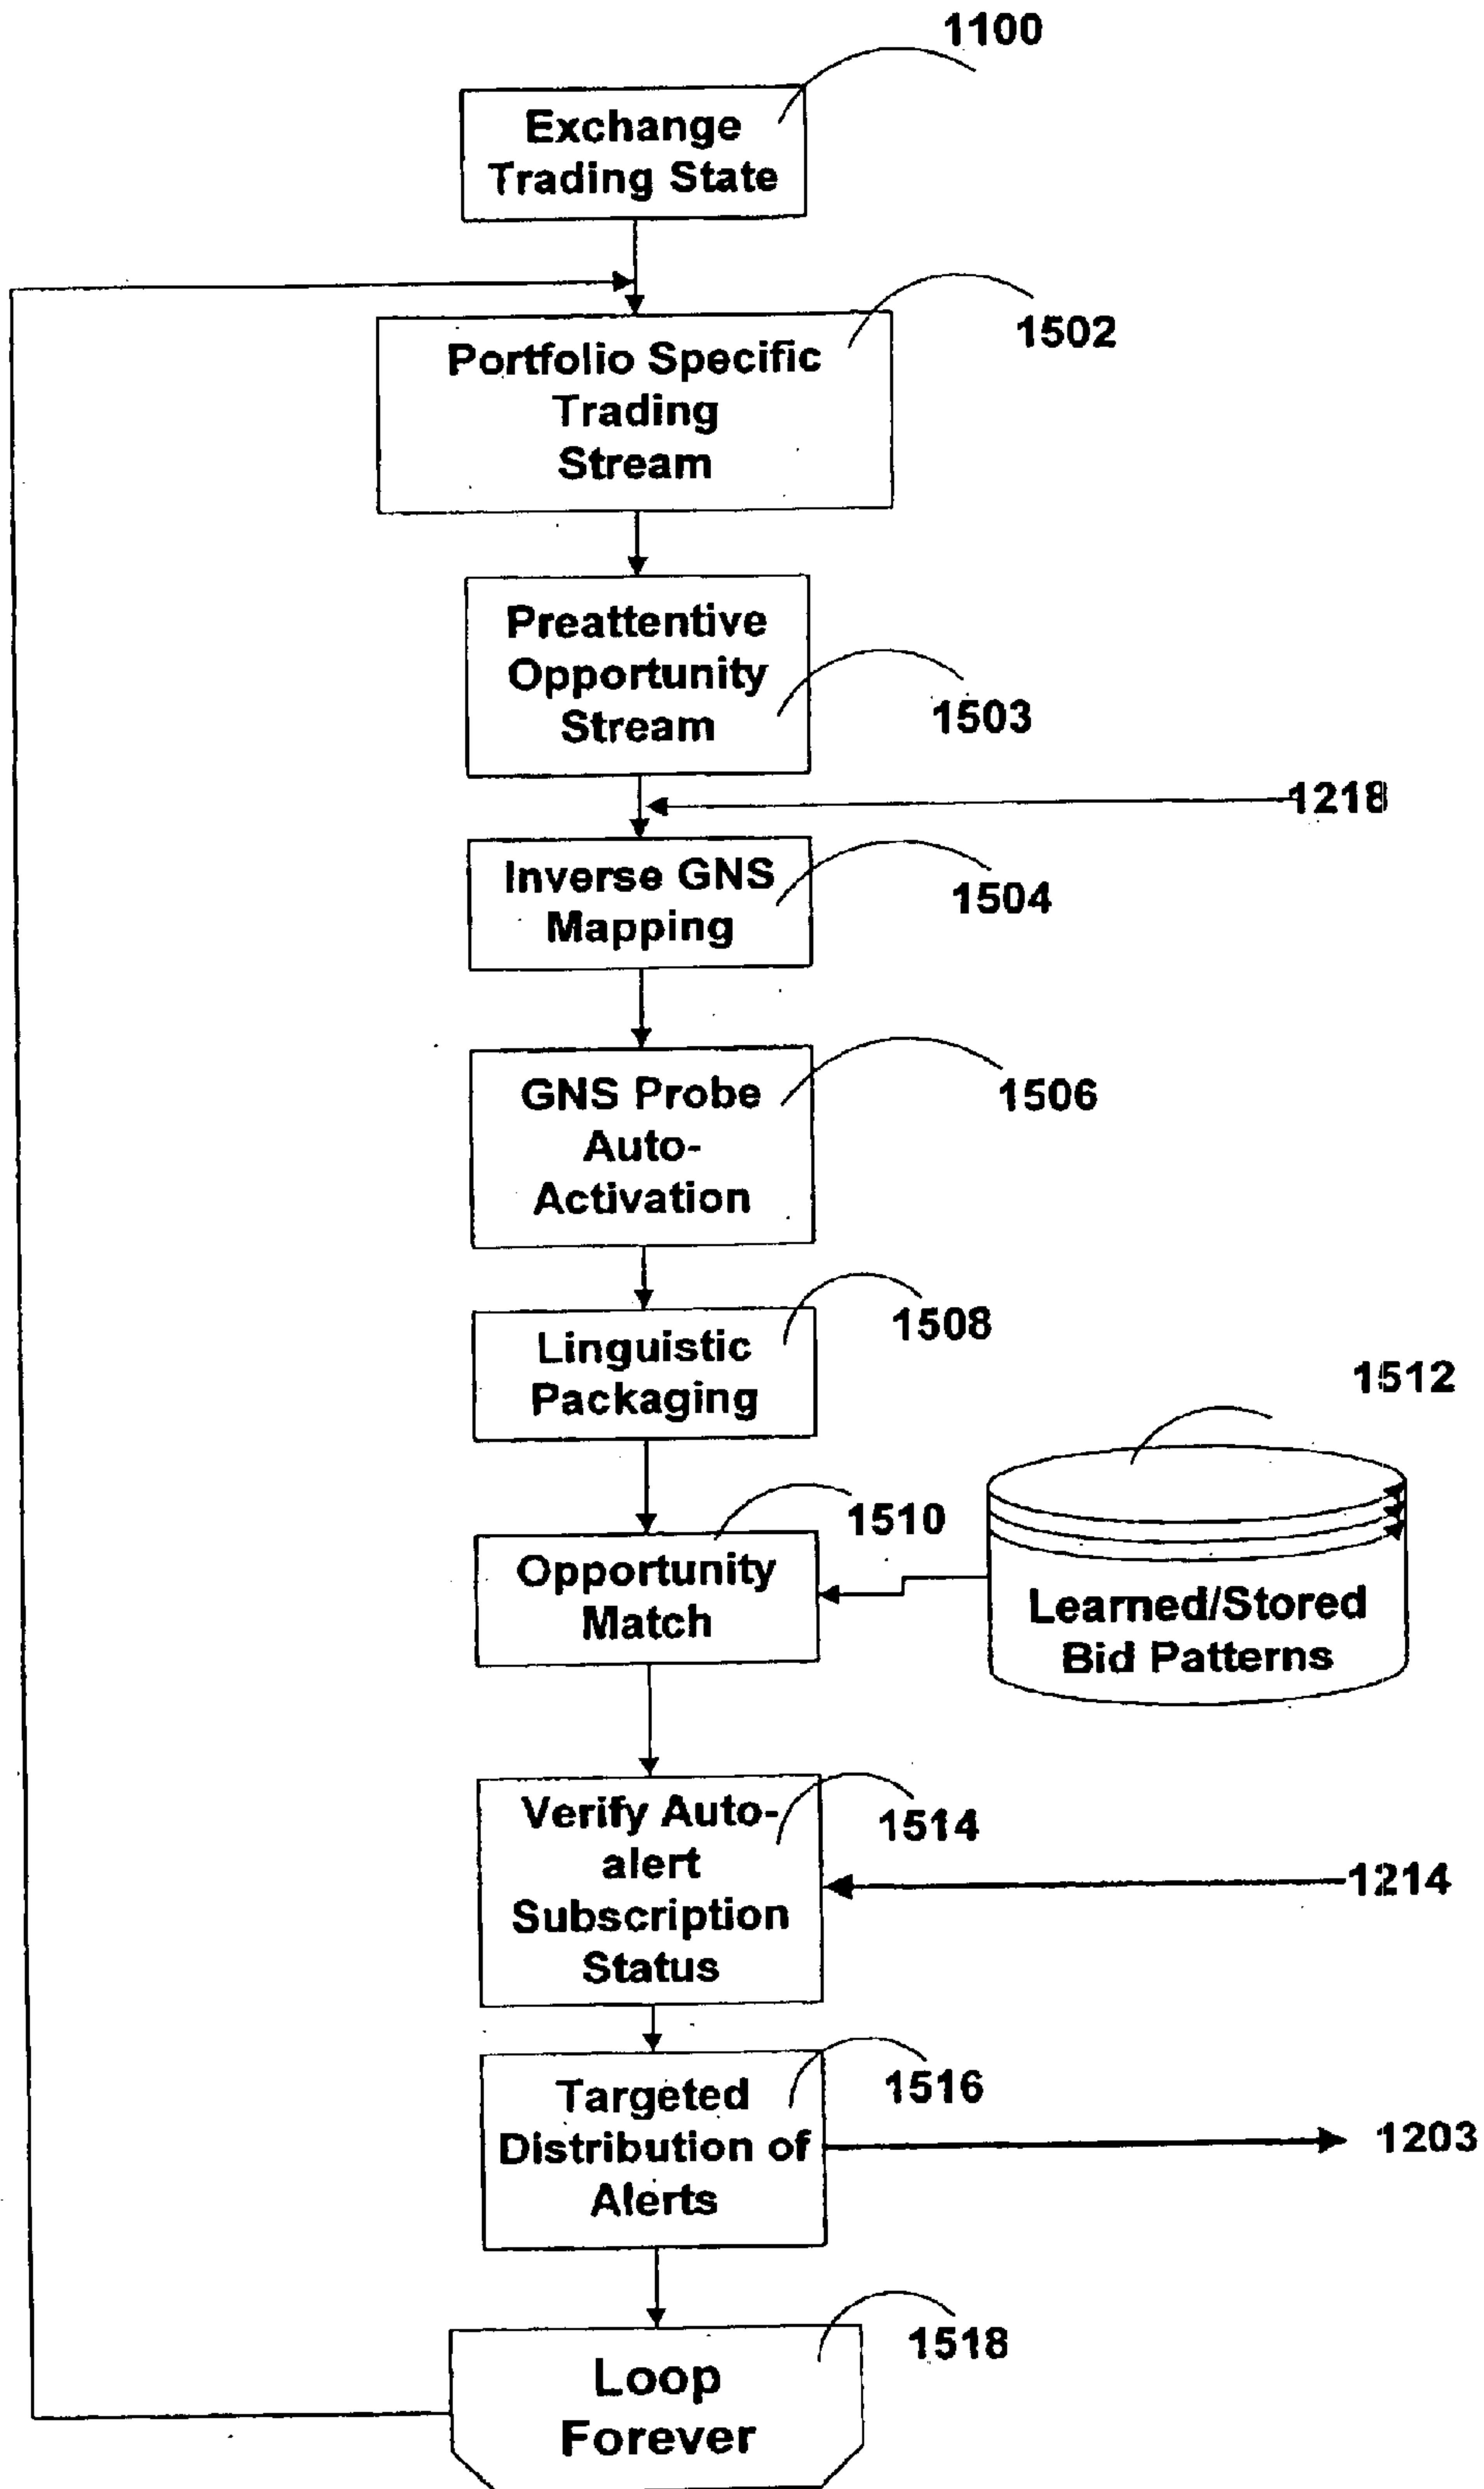 1100
Exchange
Trading State
1502
Portfolio Specific
Trading
Stream
Preattentive
Opportunity
Stream
1503
1218
Inverse GNS
Mapping
1504
GNS Probe
Auto-
Activation
1506
1508
Linguistic
Packaging
1512
1510
Opportunity
Match
Learned/Stored
Bid Patterns
Verify Auto-
alert
Subscription
Status
1514
1214
Targeted
Distribution of
Alerts
1516
1203
1518
Loop
Forever